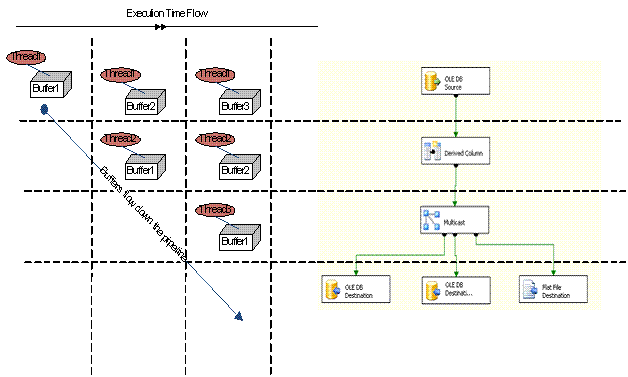 Execution Time Flow
Thread1
Buffer1
Thread1
Buffer2
Thread1
Buffer3
Thread2
Buffer1
Thread2
Buffer2
Thread3
Buffer1
Buffers flow down the pipeline
OLE DB
Source
Derived Column
Multicast
OLE DB
Destination
OLE DB
Destinati...
Flat File
Destination